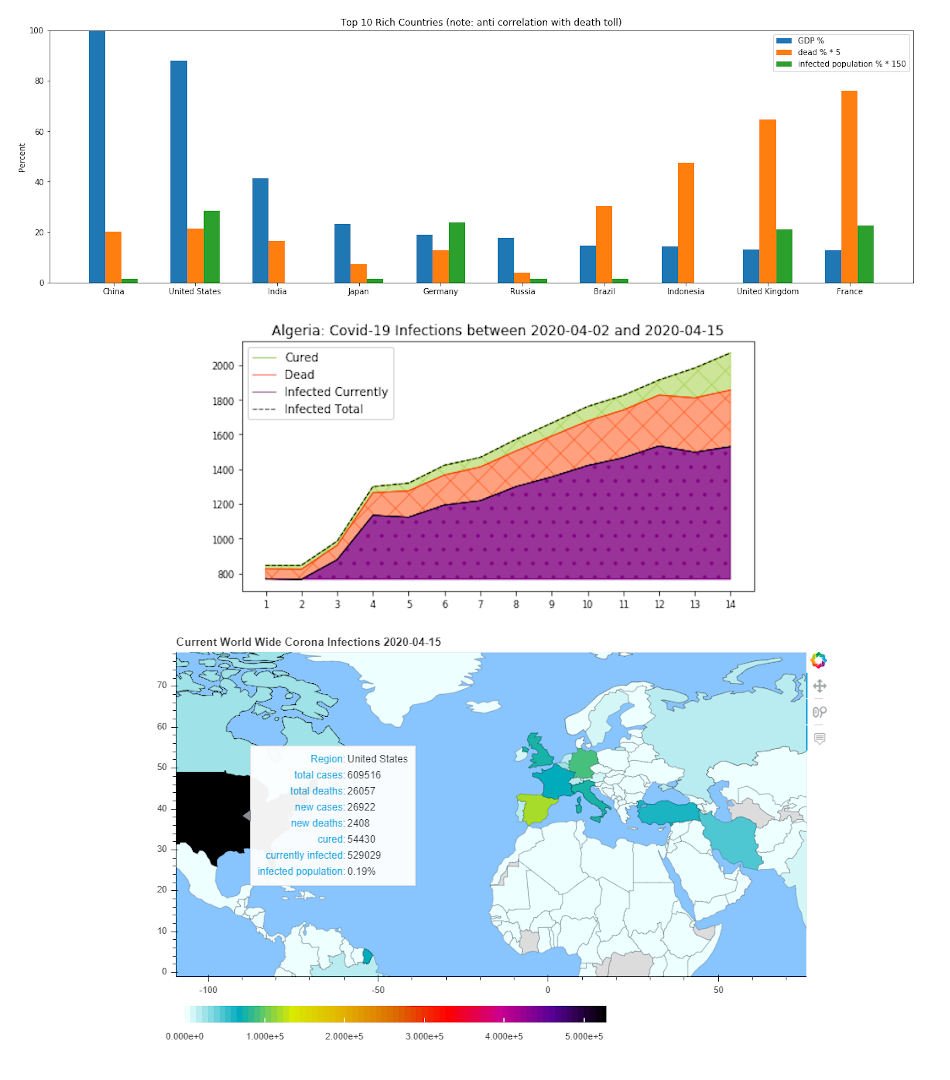 Top 10 Rich Countries (note: anti correlation with death toll)
GDP %
dead % * 5
infected population % * 150
Percent
100
80
60
40
20
0
China United States India Japan Germany Russia Brazil Indonesia United Kingdom France
Algeria: Covid-19 Infections between 2020-04-02 and 2020-04-15
Cured
Dead
Infected Currently
Infected Total
2000
1800
1600
1400
1200
1000
800
1 2 3 4 5 6 7 8 9 10 11 12 13 14
Current World Wide Corona Infections 2020-04-15
70
60
50
40
30
20
10
0
Region: United States
total cases: 609516
total deaths: 26057
new cases: 26922
new deaths: 2408
cured: 54430
currently infected: 529029
infected population: 0.19%
-100 -50 0 50
0.000e+0 1.000e+5 2.000e+5 3.000e+5 4.000e+5 5.000e+5